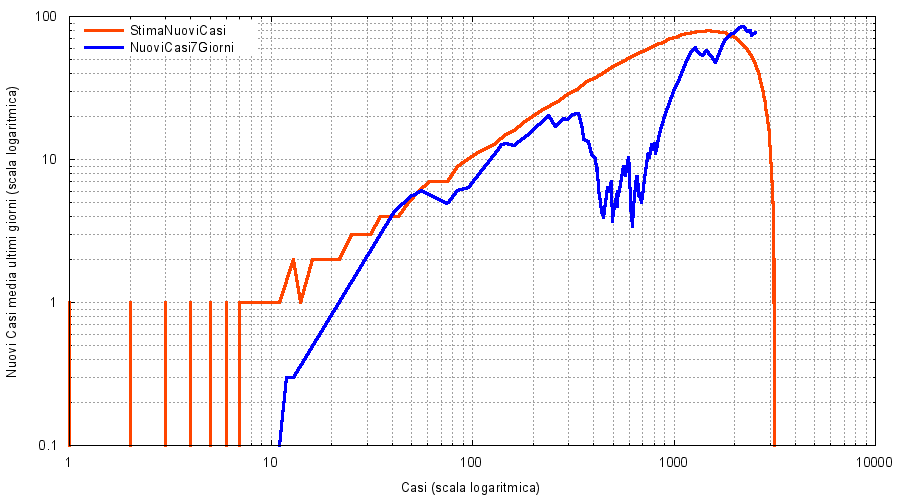 100
StimaNuoviCasi
NuoviCasi7Giorni
Nuovi Casi media ultimi giorni (scala logaritmica)
10
1
0.1
1
10
100
1000
10000
Casi (scala logaritmica)